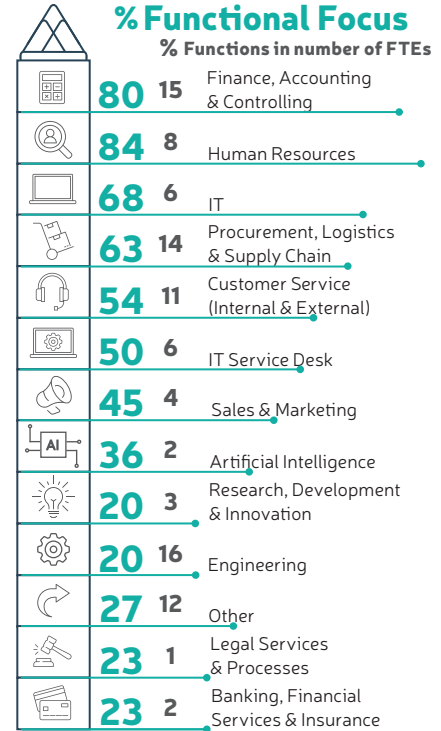 % Functional Focus
% Functions in number of FTEs
80 15 Finance, Accounting
& Controlling
84 8 Human Resources
68 6 IT
63 14 Procurement, Logistics
& Supply Chain
54 11 Customer Service
(Internal & External)
50 6 IT Service Desk
45 4 Sales & Marketing
AI
36 2 Artificial Intelligence
20 3 Research, Development
& Innovation
20 16 Engineering
27 12 Other
23 1 Legal Services
& Processes
23 2 Banking, Financial
Services & Insurance